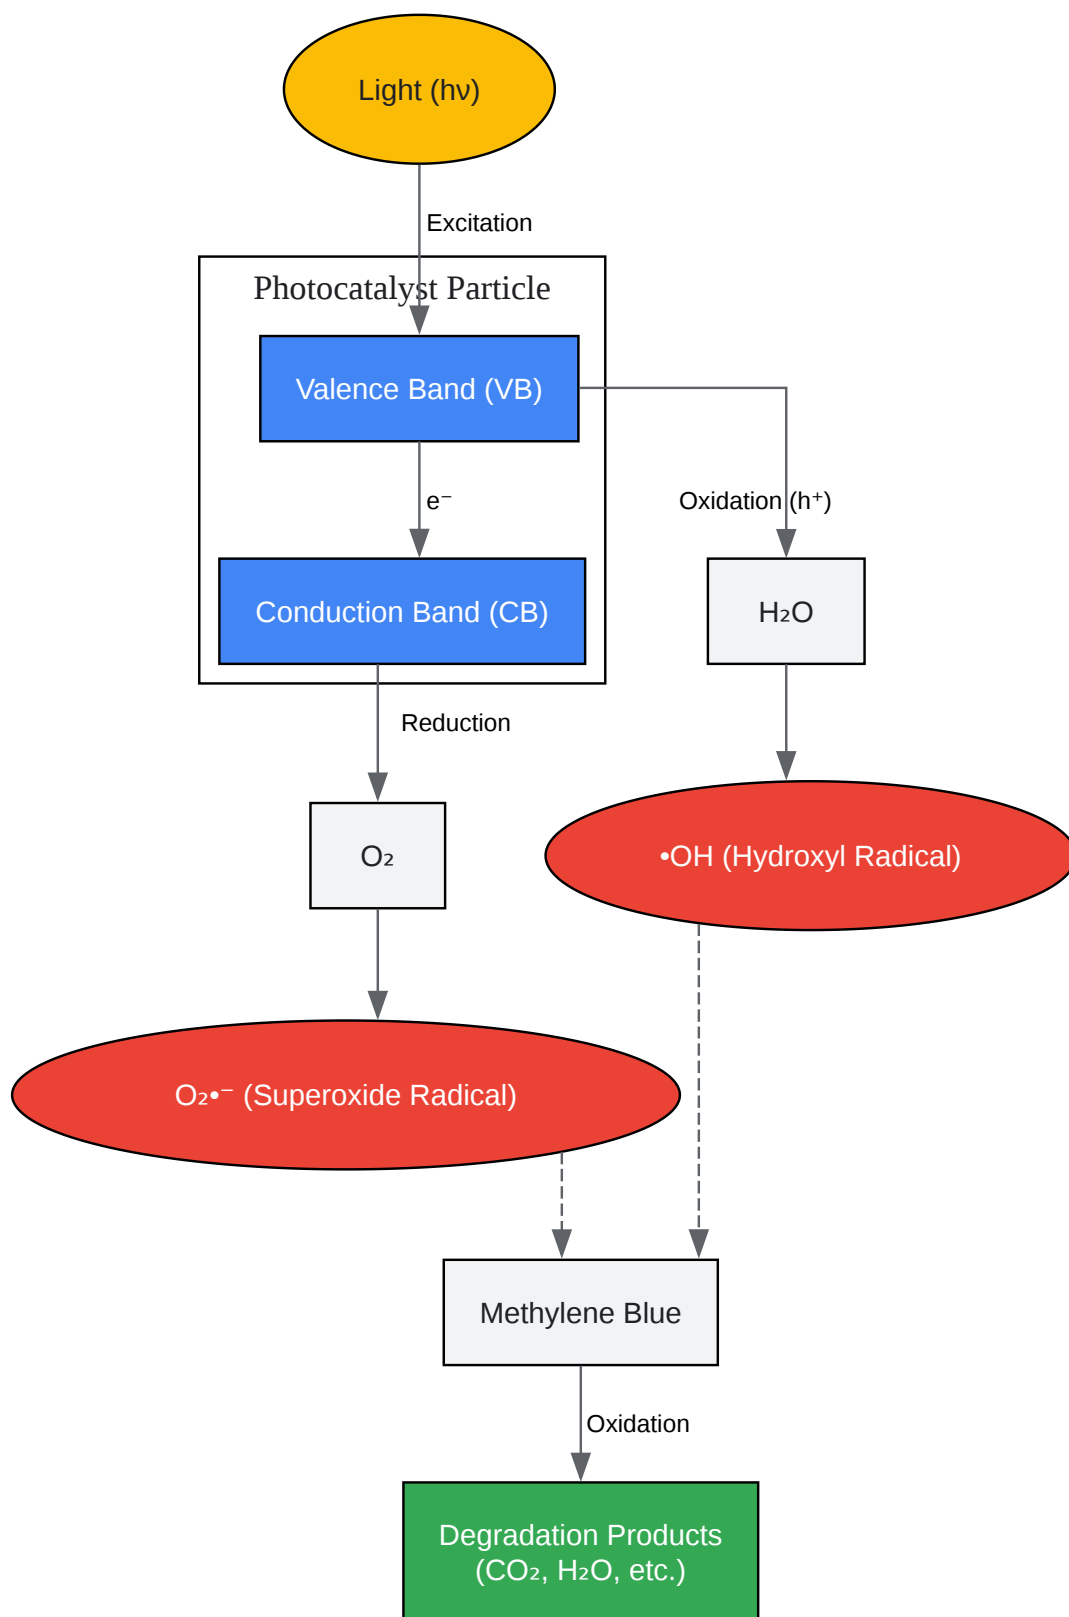 Light (hν)
Excitation
Photocatalyst Particle
Valence Band (VB)
e⁻
Oxidation (h⁺)
Conduction Band (CB)
H₂O
Reduction
O₂
•OH (Hydroxyl Radical)
O₂•⁻ (Superoxide Radical)
Methylene Blue
Oxidation
Degradation Products
(CO₂, H₂O, etc.)